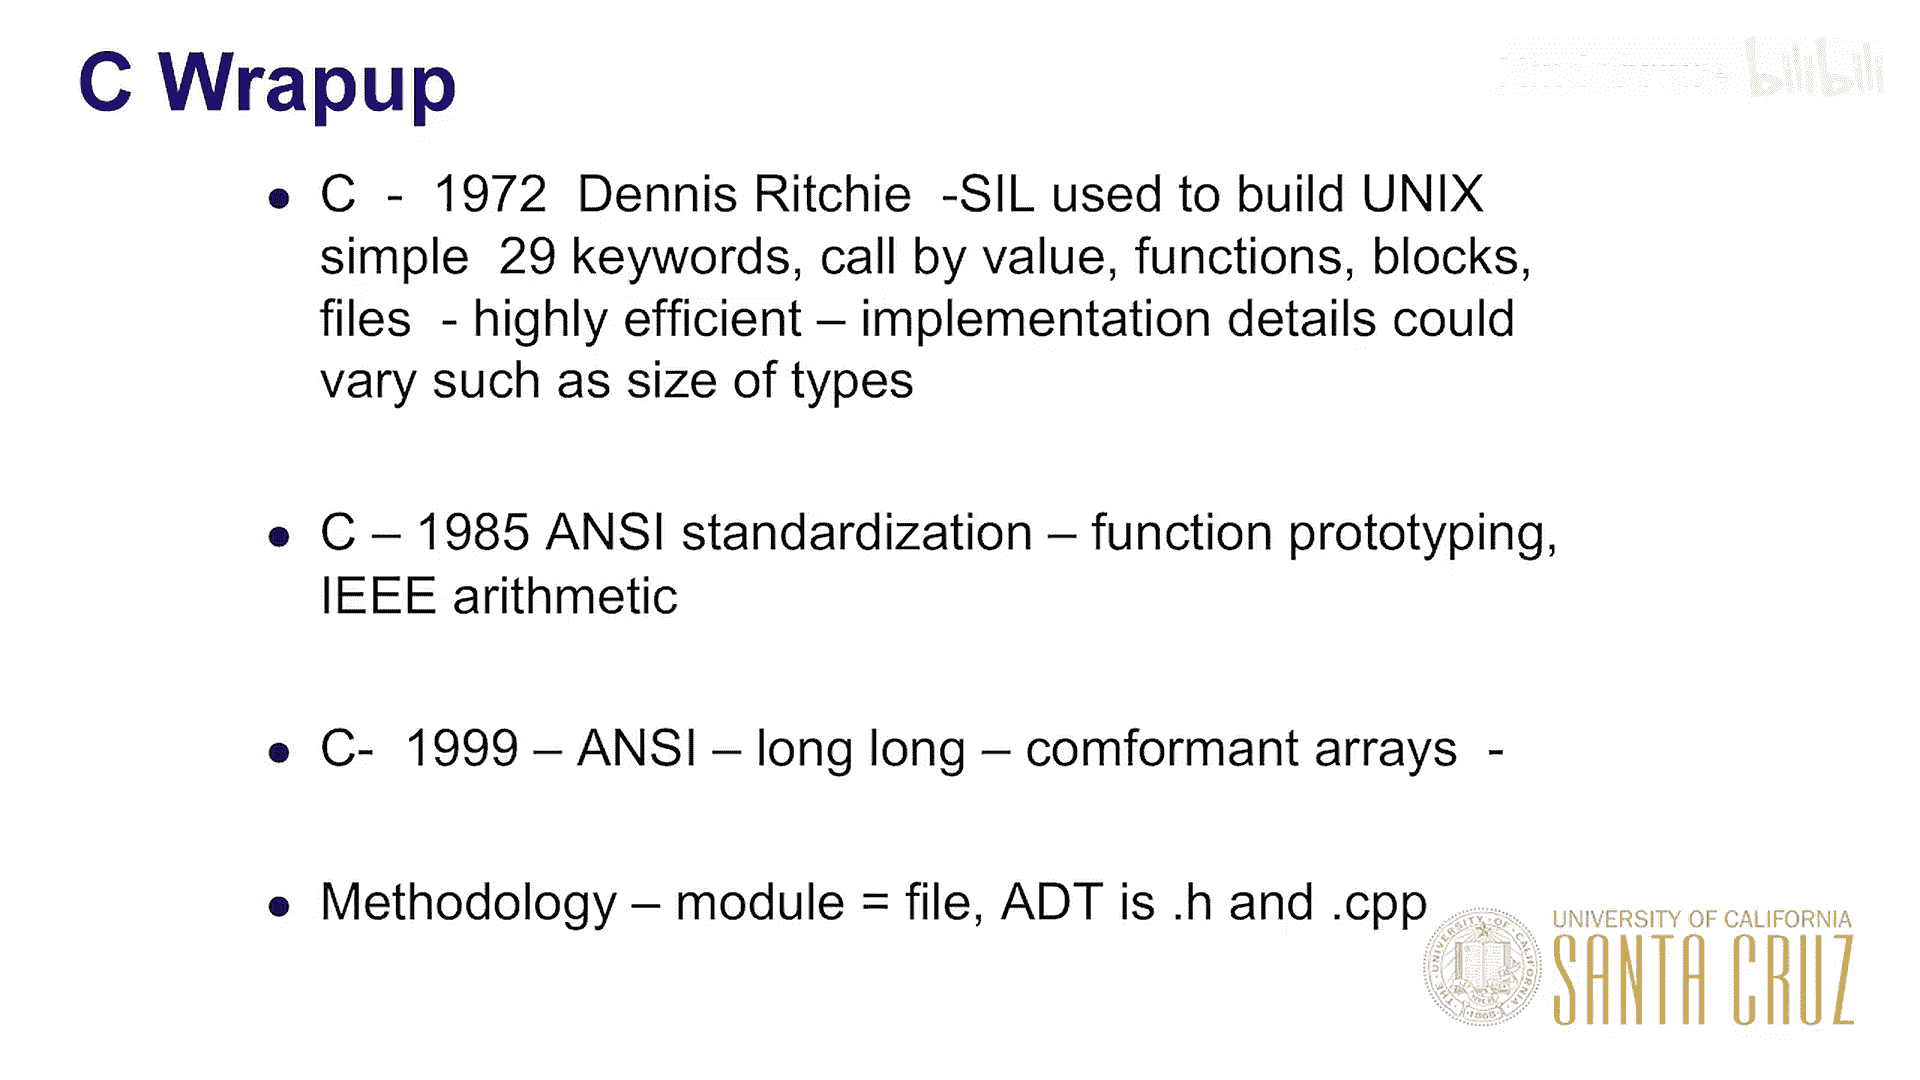 C Wrapup
bilibili
● C - 1972 Dennis Ritchie -SIL used to build UNIX
simple 29 keywords, call by value, functions, blocks,
files - highly efficient – implementation details could
vary such as size of types
● C – 1985 ANSI standardization – function prototyping,
IEEE arithmetic
● C- 1999 – ANSI – long long – comformant arrays -
● Methodology – module = file, ADT is .h and .cpp
UNIVERSITY OF CALIFORNIA
SANTA CRUZ